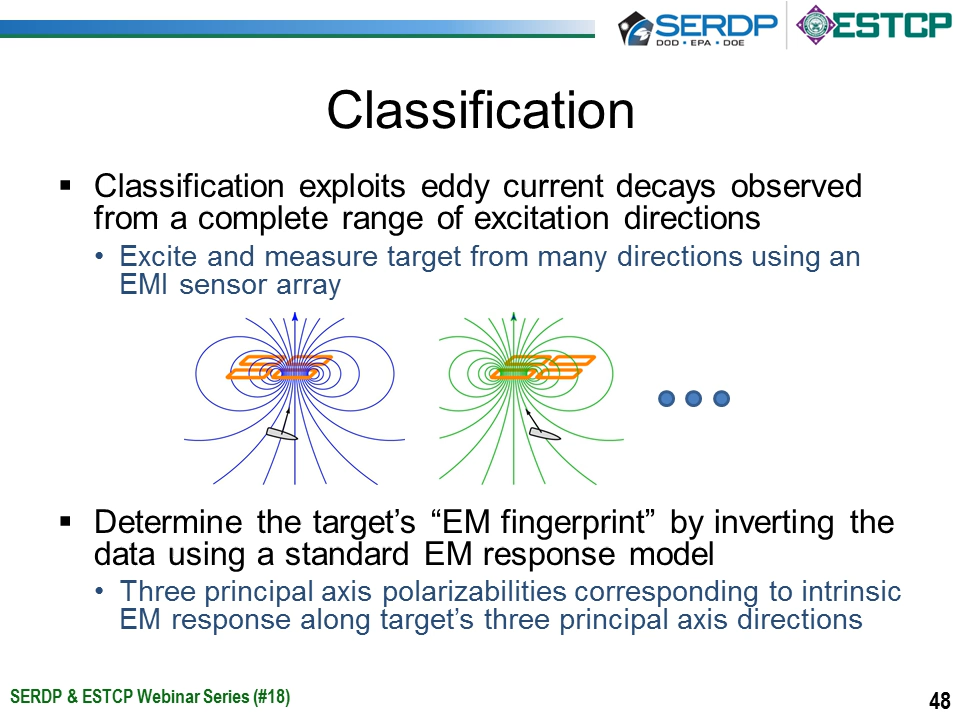 SERDP
DOD • EPA • DOE
ESTCP
Classification
▪ Classification exploits eddy current decays observed
from a complete range of excitation directions
• Excite and measure target from many directions using an
EMI sensor array
▪ Determine the target’s “EM fingerprint” by inverting the
data using a standard EM response model
• Three principal axis polarizabilities corresponding to intrinsic
EM response along target’s three principal axis directions
SERDP & ESTCP Webinar Series (#18)
48